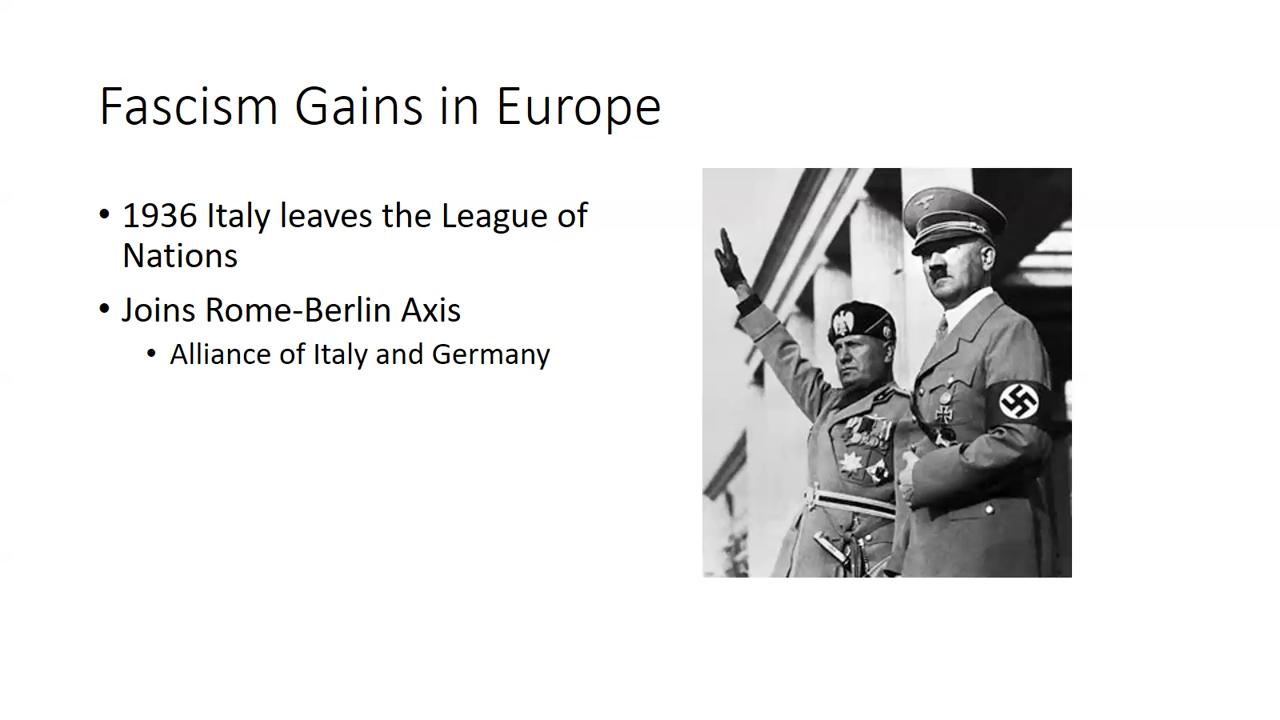 Fascism Gains in Europe
• 1936 Italy leaves the League of
Nations
• Joins Rome-Berlin Axis
• Alliance of Italy and Germany